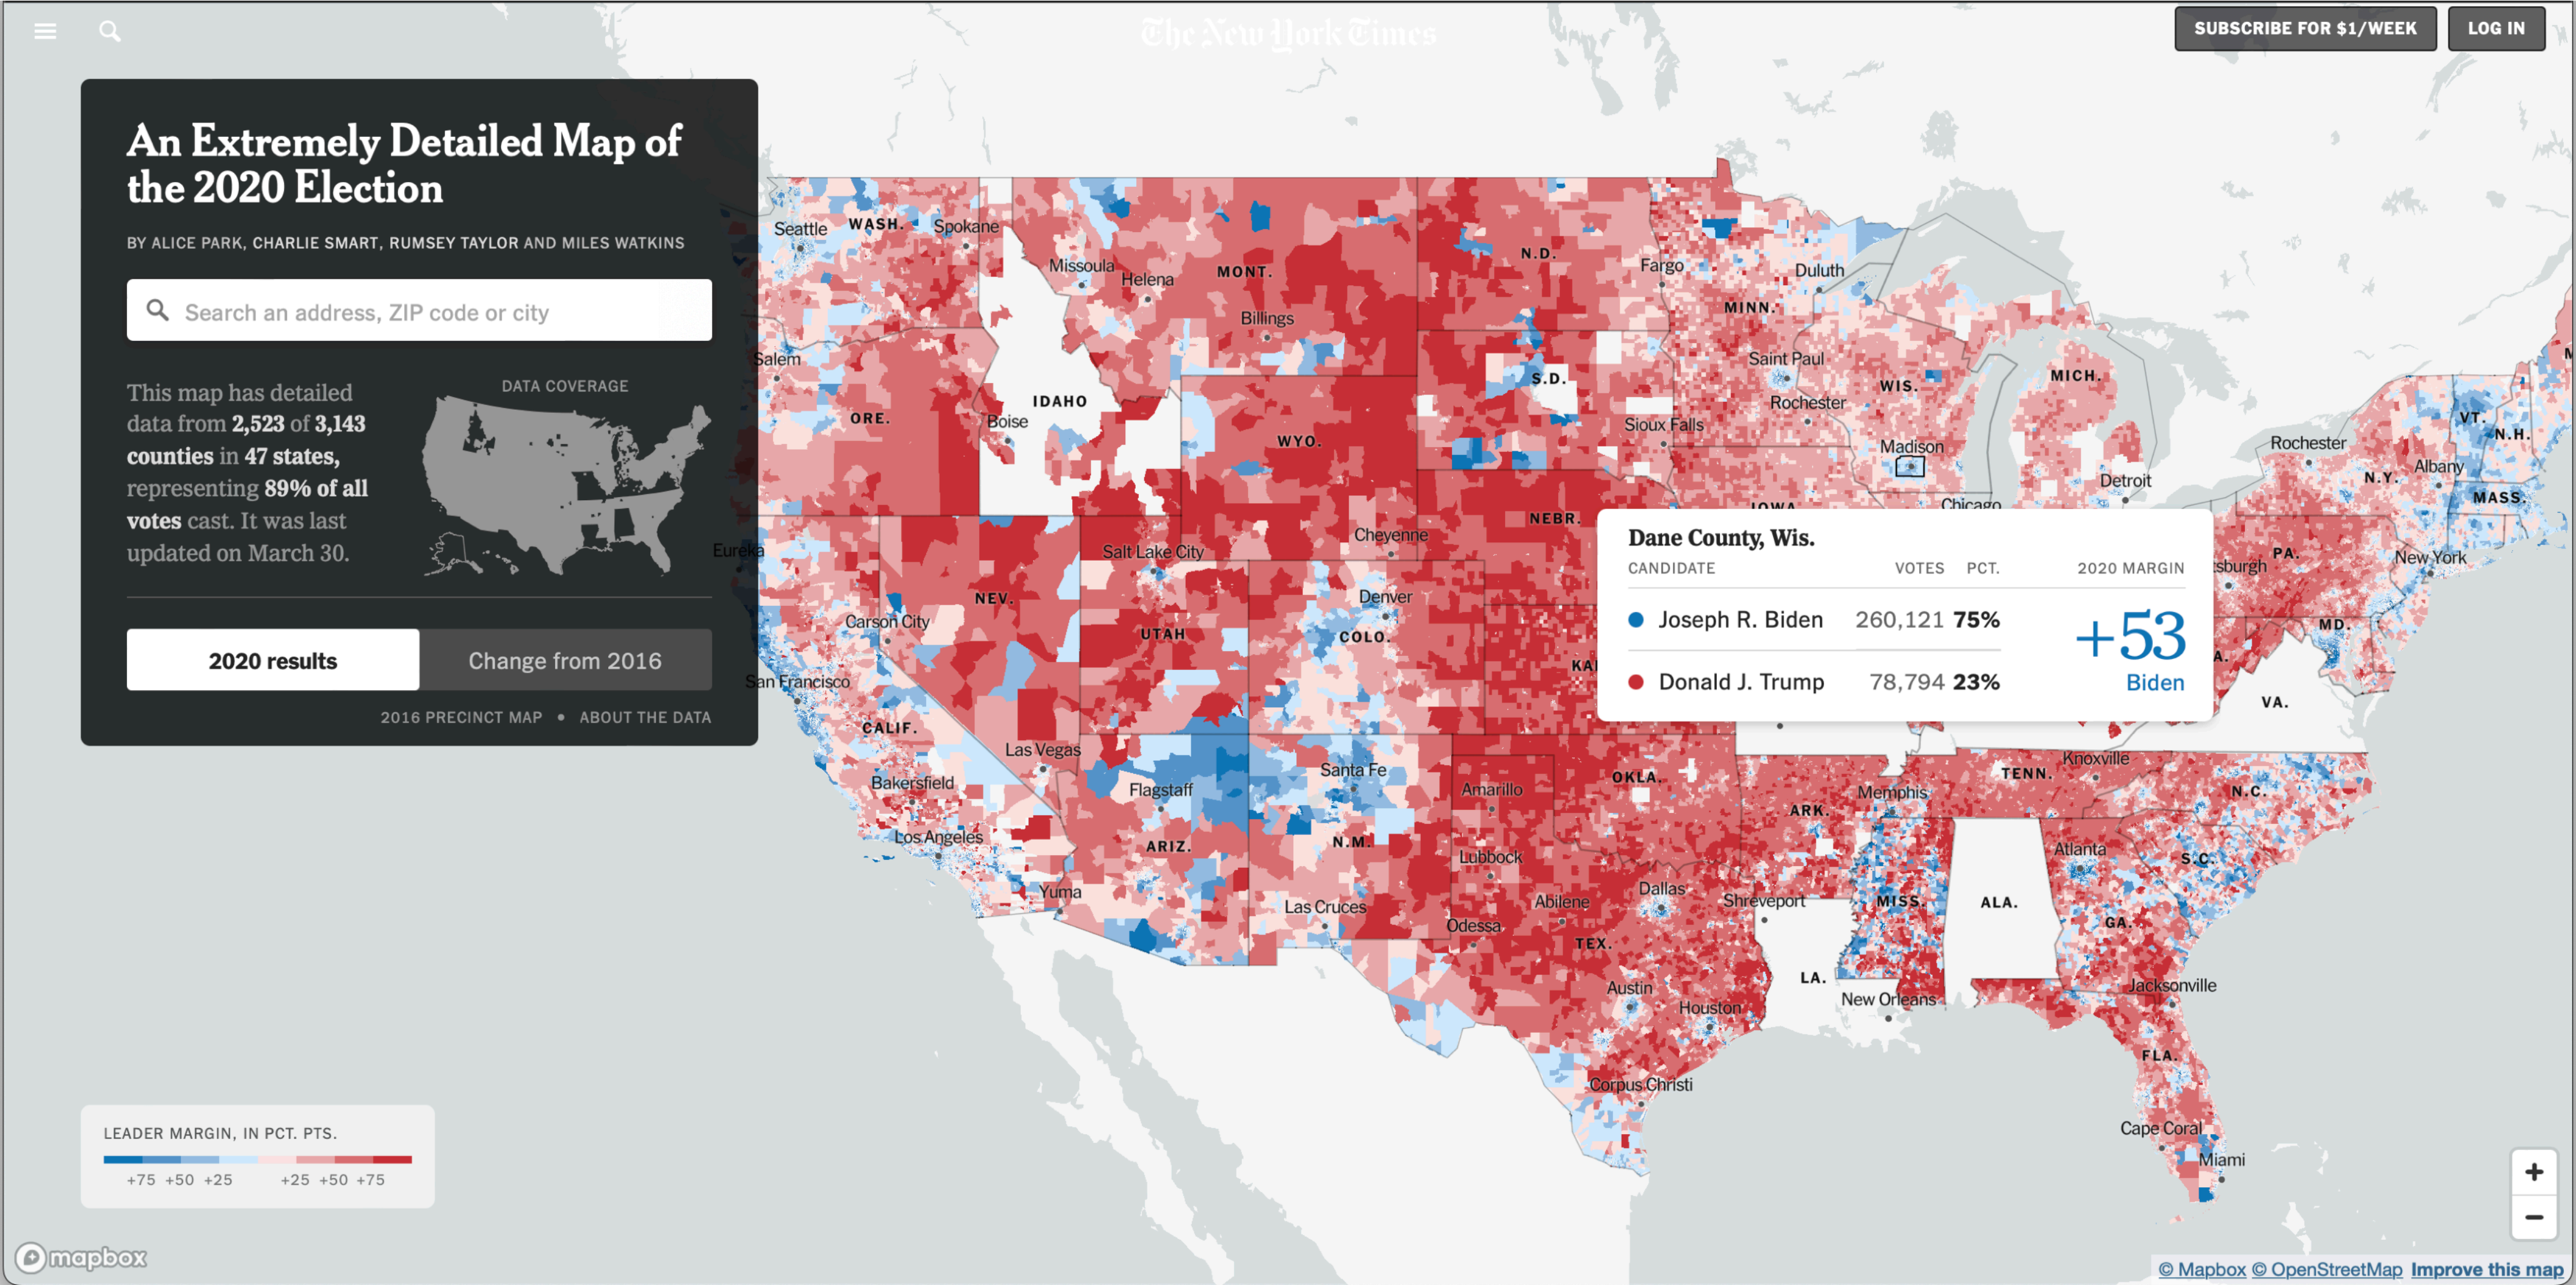 The New York Times
SUBSCRIBE FOR $1/WEEK
LOG IN
An Extremely Detailed Map of
the 2020 Election
BY ALICE PARK, CHARLIE SMART, RUMSEY TAYLOR AND MILES WATKINS
Search an address, ZIP code or city
This map has detailed
data from 2,523 of 3,143
counties in 47 states,
representing 89% of all
votes cast. It was last
updated on March 30.
DATA COVERAGE
2020 results
Change from 2016
2016 PRECINCT MAP • ABOUT THE DATA
Seattle
WASH.
Spokane
Missoula
Helena
MONT.
Billings
N.D.
Fargo
Duluth
MINN.
Salem
ORE.
IDAHO
Boise
WYO.
S.D.
Saint Paul
Rochester
Sioux Falls
WIS.
Madison
MICH.
Detroit
Rochester
VT.
N.H.
Albany
N.Y.
MASS.
Eureka
Salt Lake City
Cheyenne
NEBR.
IOWA
Chicago
NEV.
Carson City
UTAH
Denver
COLO.
San Francisco
PA.
New York
MD.
VA.
Dane County, Wis.
CANDIDATE VOTES PCT. 2020 MARGIN
Joseph R. Biden 260,121 75%
+53
Biden
Donald J. Trump 78,794 23%
CALIF.
Las Vegas
Bakersfield
Los Angeles
Flagstaff
ARIZ.
Yuma
Santa Fe
N.M.
Las Cruces
Amarillo
OKLA.
Lubbock
Odessa
Abilene
Dallas
TEX.
Austin
Houston
Corpus Christi
Shreveport
ARK.
Memphis
TENN.
Knoxville
N.C.
S.C.
Atlanta
GA.
ALA.
MISS.
LA.
New Orleans
Jacksonville
FLA.
Cape Coral
Miami
LEADER MARGIN, IN PCT. PTS.
+75 +50 +25 +25 +50 +75
mapbox
+
−
© Mapbox © OpenStreetMap Improve this map